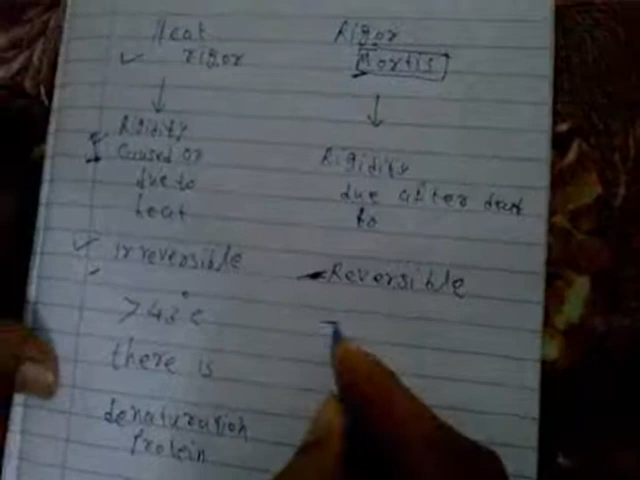 Heat
rigor
Rigidity
caused or
due to
heat
irreversible
>43°c
there is
denaturation
Protein
Rigor
Mortis
Rigidity
due after death
to
Reversible